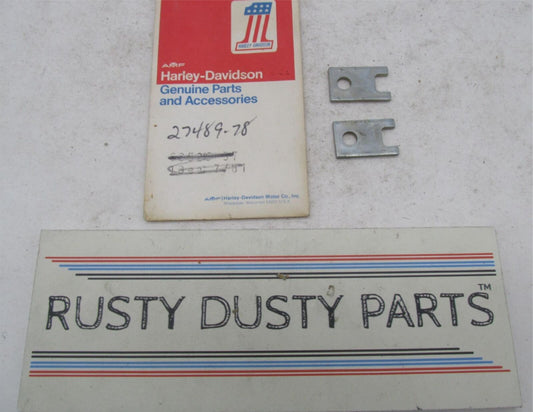 HARLEY-DAVIDSON
AMF
Harley-Davidson
Genuine Parts
and Accessories
27489-78
AMF | Harley-Davidson Motor Co., Inc.
RUSTY DUSTY PARTS™